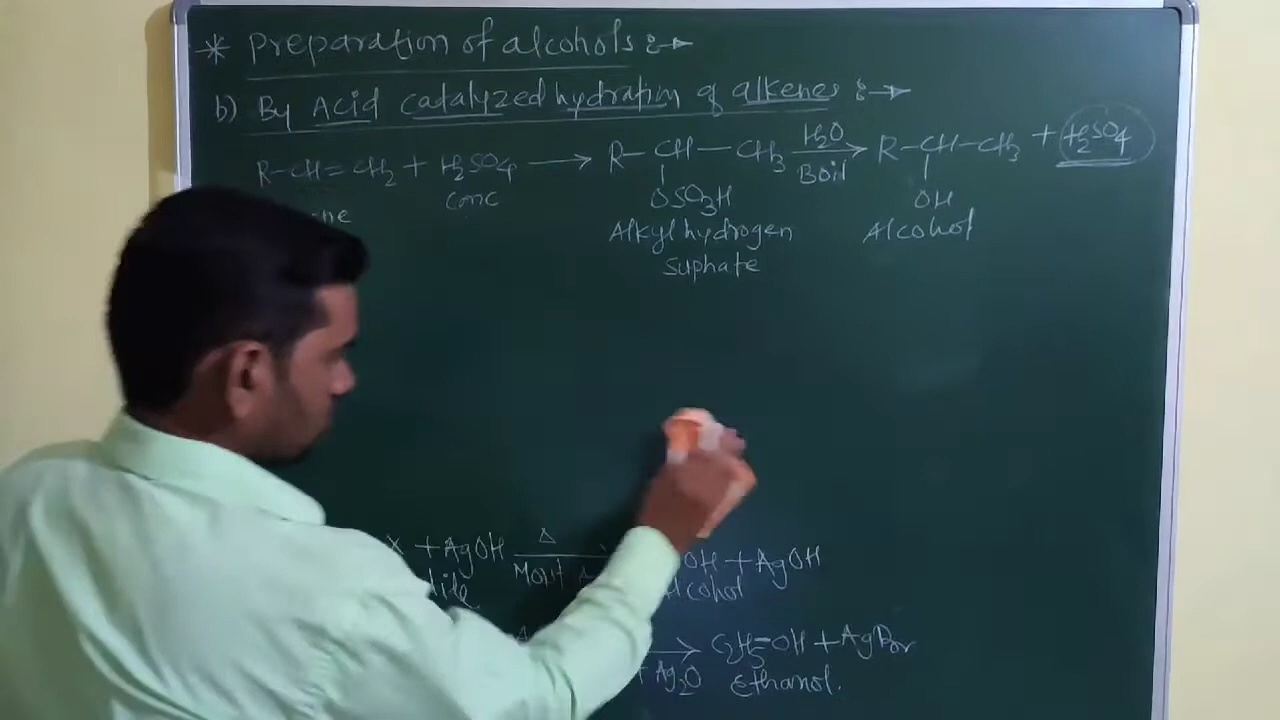 * Preparation of alcohols :→
b) By Acid catalyzed hydration of alkenes :→
R-CH=CH₂ + H₂SO₄ ⟶ R-CH-CH₃ H₂O/Boil → R-CH-CH₃ + H₂SO₄
conc OSO₃H OH
Alkyl hydrogen Alcohol
suphate
X + AgOH Δ OH + AgOH
Moist
→ C₂H₅-OH + AgBr
Ag₂O Ethanol.